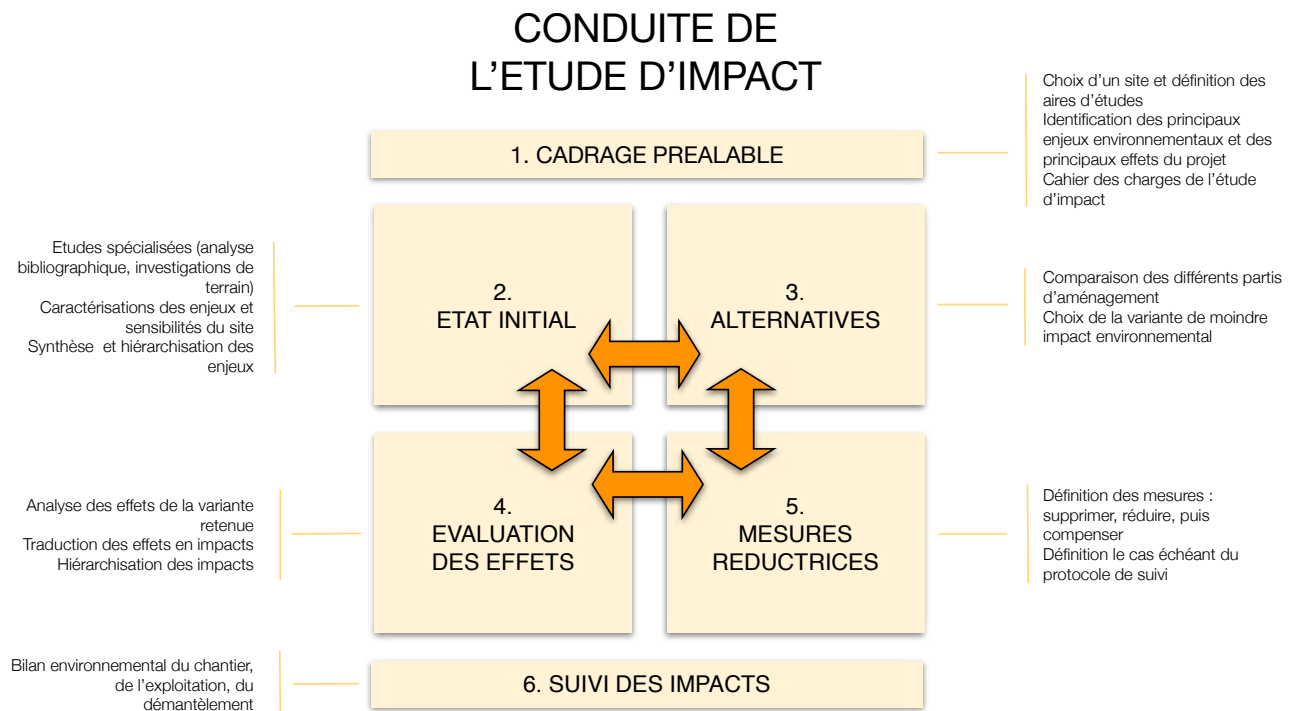 CONDUITE DE
L'ETUDE D'IMPACT
1. CADRAGE PREALABLE
Choix d'un site et définition des
aires d'études
Identification des principaux
enjeux environnementaux et des
principaux effets du projet
Cahier des charges de l'étude
d'impact
Etudes spécialisées (analyse
bibliographique, investigations de
terrain)
Caractérisations des enjeux et
sensibilités du site
Synthèse et hiérarchisation des
enjeux
2.
ETAT INITIAL
3.
ALTERNATIVES
Comparaison des différents partis
d'aménagement
Choix de la variante de moindre
impact environnemental
Analyse des effets de la variante
retenue
Traduction des effets en impacts
Hiérarchisation des impacts
4.
EVALUATION
DES EFFETS
5.
MESURES
REDUCTRICES
Définition des mesures :
supprimer, réduire, puis
compenser
Définition le cas échéant du
protocole de suivi
Bilan environnemental du chantier,
de l'exploitation, du
démantèlement
6. SUIVI DES IMPACTS